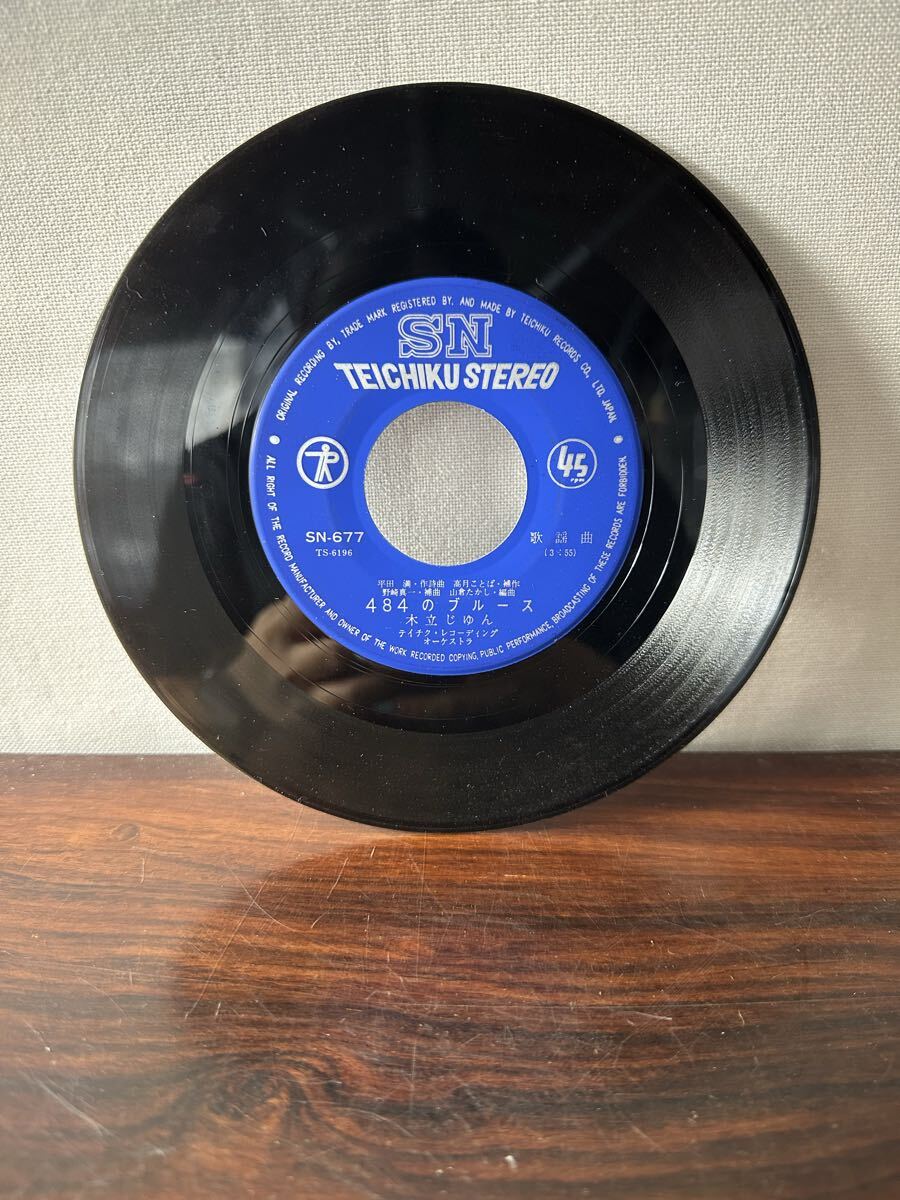 ORIGINAL RECORDING BY, TRADE MARK REGISTERED BY, AND MADE BY TEICHIKU RECORDS CO., LTD. JAPAN.
SN
TEICHIKU STEREO
TR
45
rpm
SN-677
歌謡曲
TS-6196
(3:55)
平田 満・作詩曲 高月ことば・補作
野崎真一・補曲 山倉たかし・編曲
484のブルース
木立じゅん
テイチク・レコーディング
オーケストラ
ALL RIGHT OF THE RECORD MANUFACTURER AND OWNER OF THE WORK RECORDED COPYING, PUBLIC PERFORMANCE, BROADCASTING OF THESE RECORDS ARE FORBIDDEN.